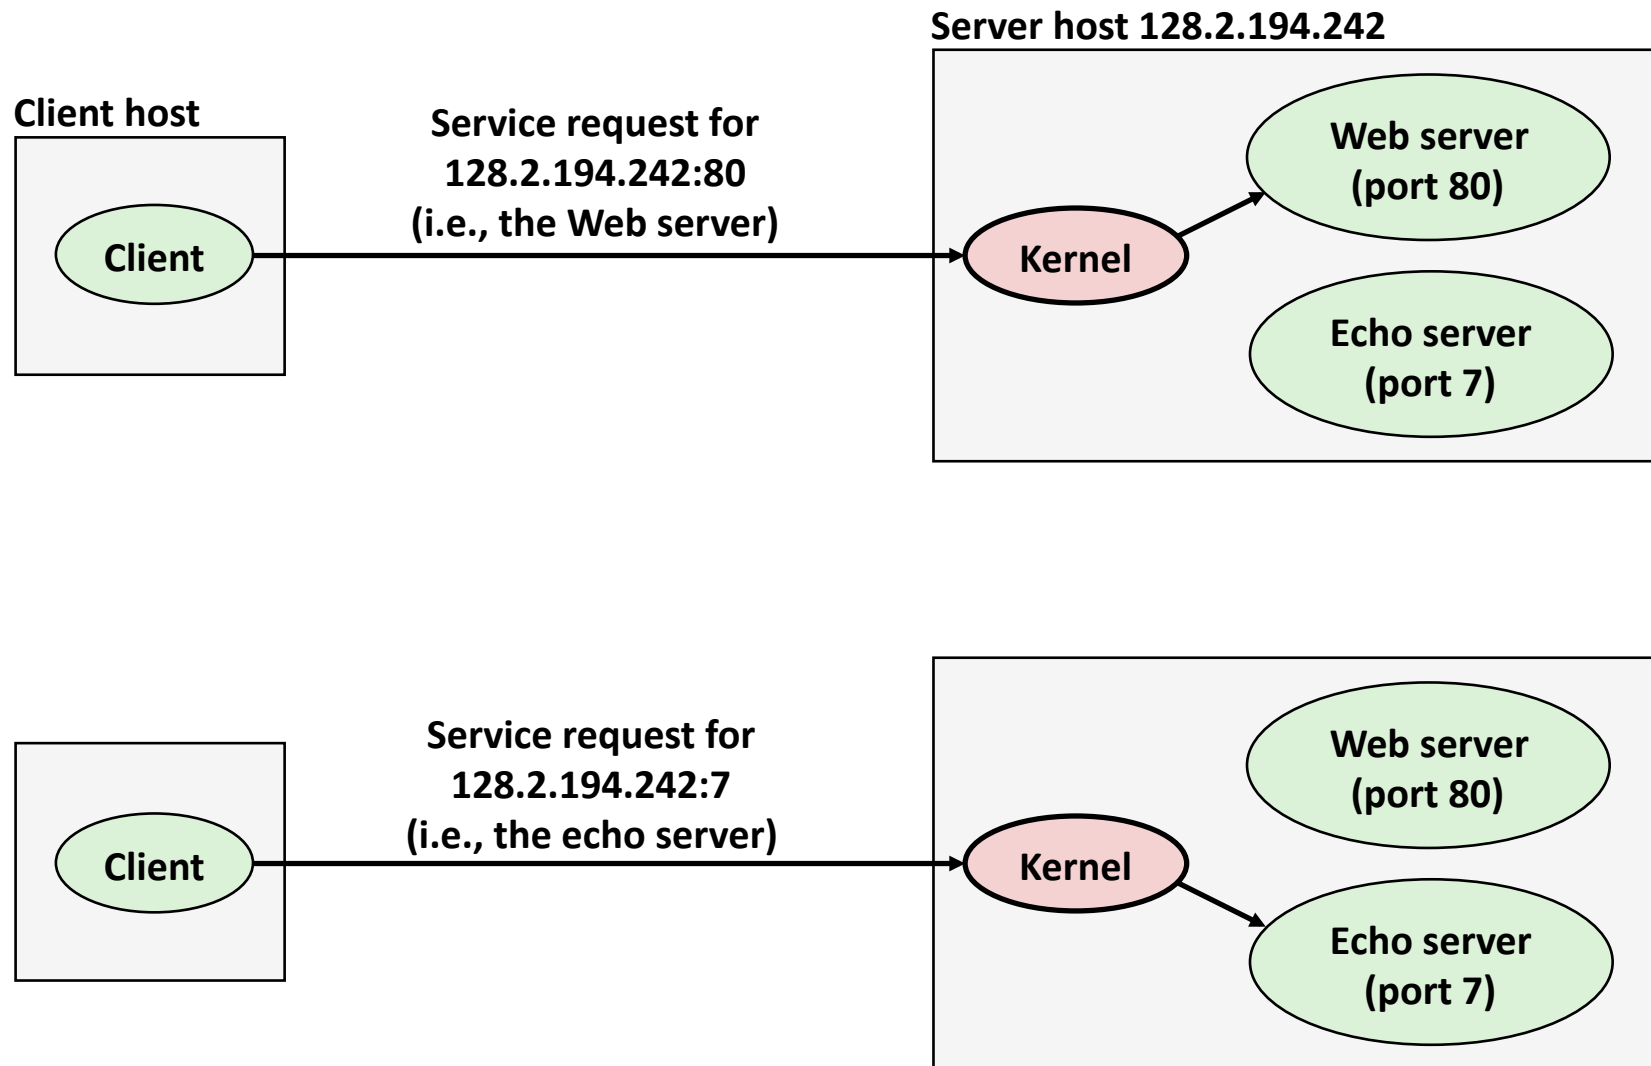 Server host 128.2.194.242
Client host
Service request for
128.2.194.242:80
(i.e., the Web server)
Client
Kernel
Web server
(port 80)
Echo server
(port 7)
Service request for
128.2.194.242:7
(i.e., the echo server)
Client
Kernel
Web server
(port 80)
Echo server
(port 7)